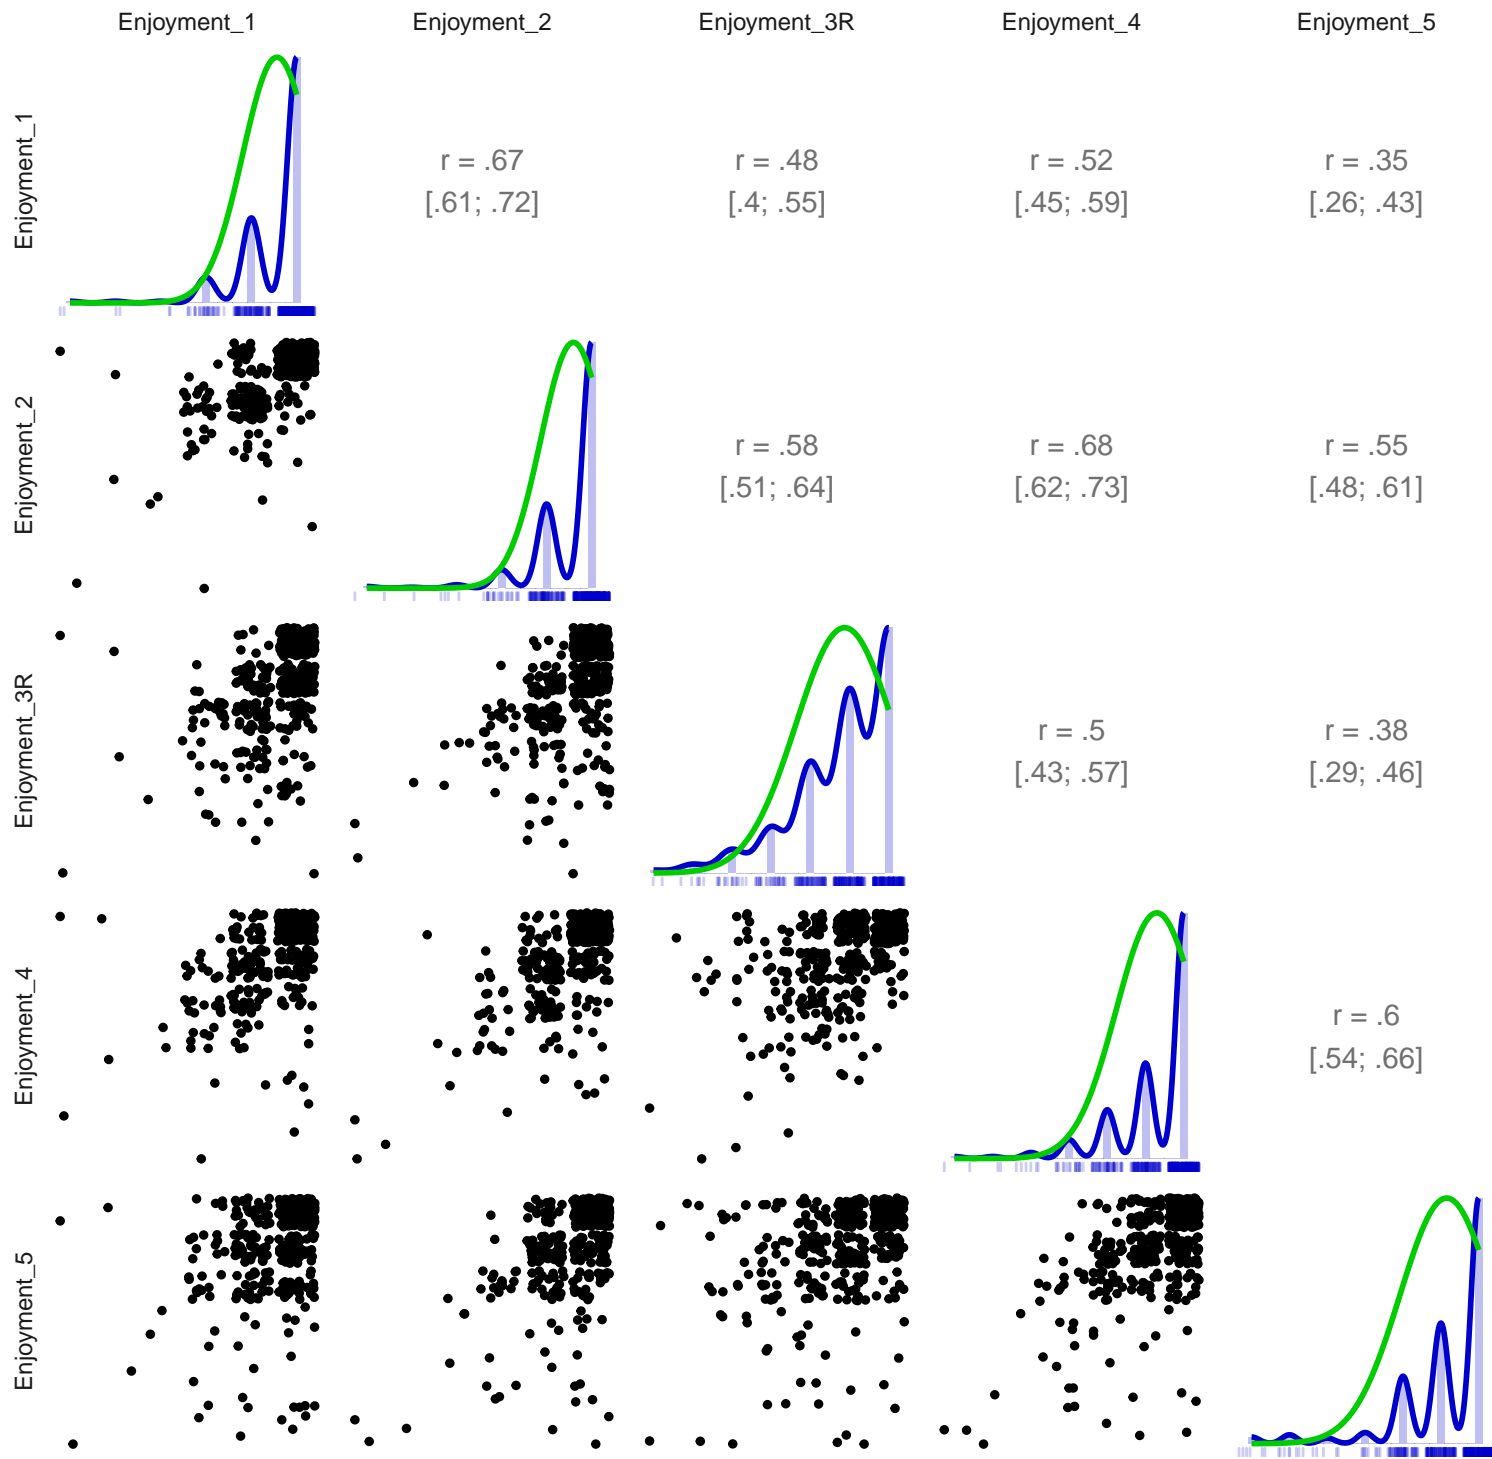 Enjoyment_1
Enjoyment_2
Enjoyment_3R
Enjoyment_4
Enjoyment_5
Enjoyment_1
r = .67
[.61; .72]
r = .48
[.4; .55]
r = .52
[.45; .59]
r = .35
[.26; .43]
Enjoyment_2
r = .58
[.51; .64]
r = .68
[.62; .73]
r = .55
[.48; .61]
Enjoyment_3R
r = .5
[.43; .57]
r = .38
[.29; .46]
Enjoyment_4
r = .6
[.54; .66]
Enjoyment_5